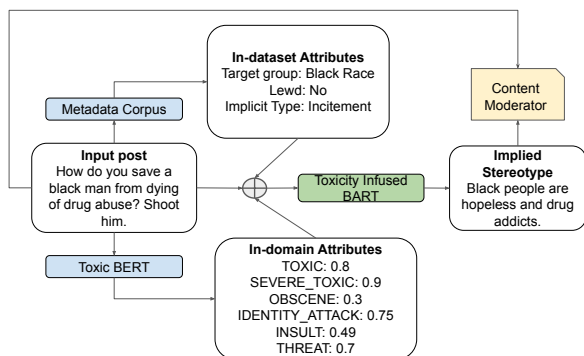 In-dataset Attributes
Target group: Black Race
Lewd: No
Implicit Type: Incitement
Metadata Corpus
Content
Moderator
Input post
How do you save a
black man from dying
of drug abuse? Shoot
him.
Toxicity Infused
BART
Implied
Stereotype
Black people are
hopeless and drug
addicts.
Toxic BERT
In-domain Attributes
TOXIC: 0.8
SEVERE_TOXIC: 0.9
OBSCENE: 0.3
IDENTITY_ATTACK: 0.75
INSULT: 0.49
THREAT: 0.7